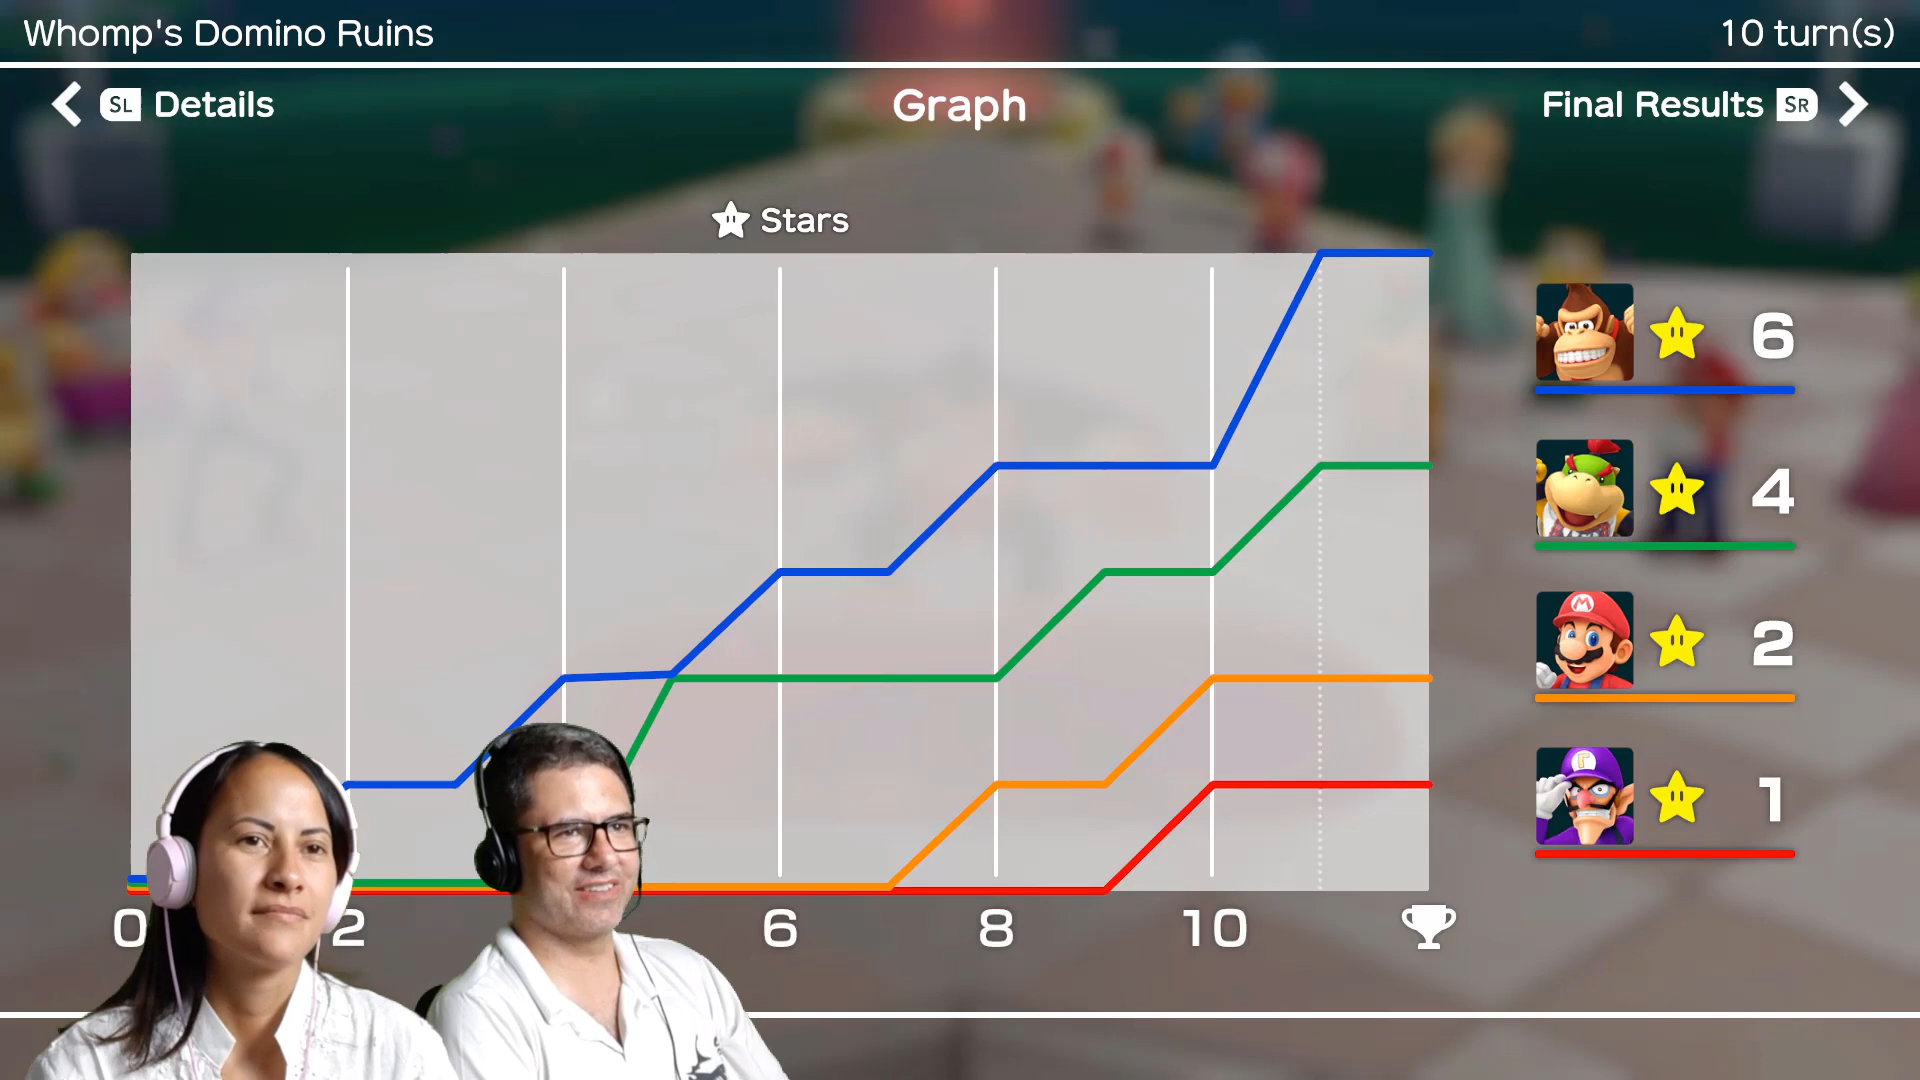 Whomp's Domino Ruins
10 turn(s)
SL Details
Graph
Final Results SR
Stars
6
4
2
1
0 2 6 8 10